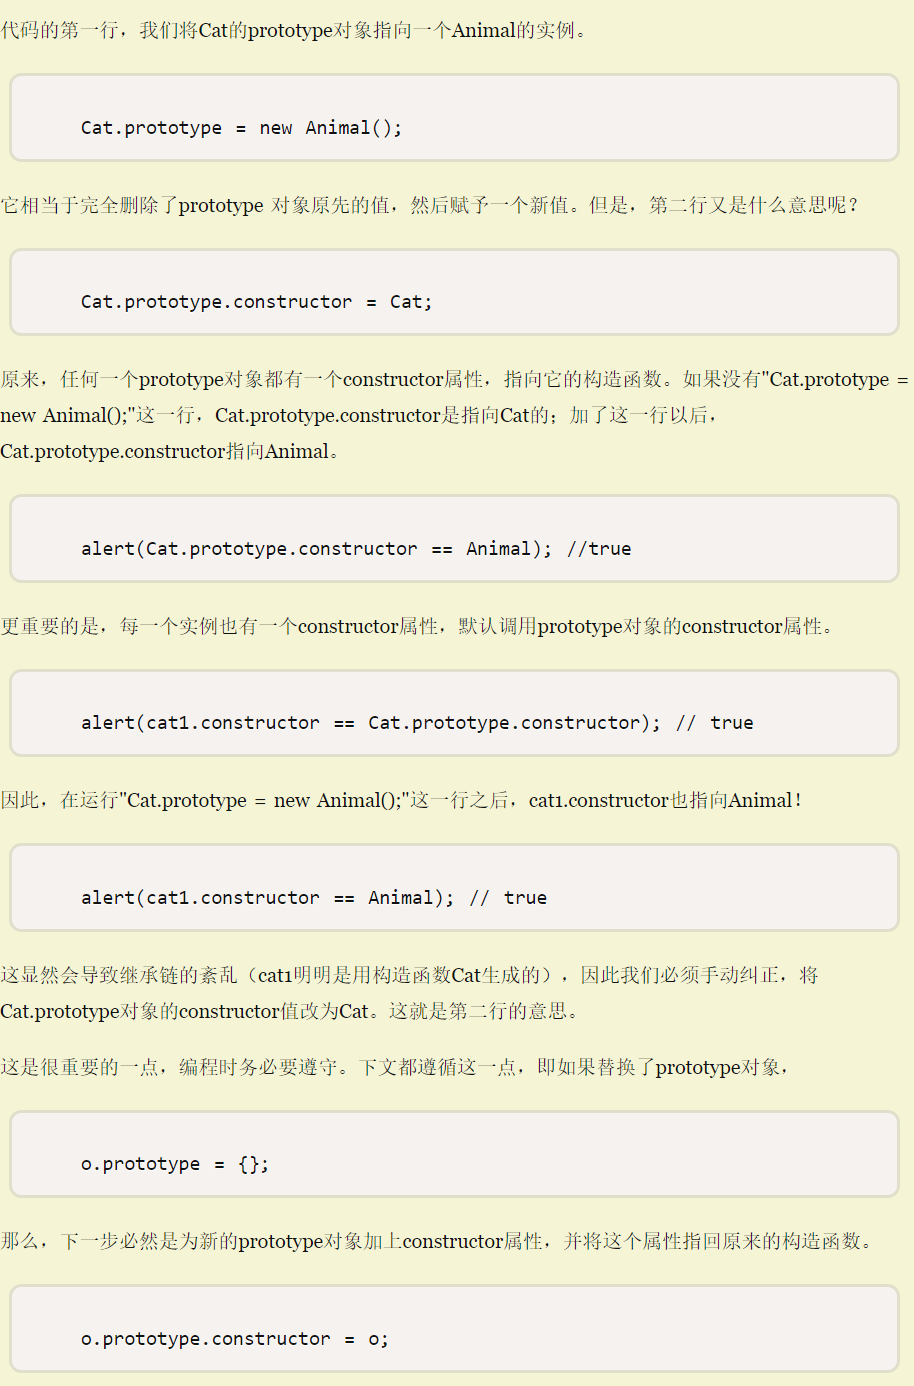 代码的第一行，我们将Cat的prototype对象指向一个Animal的实例。
Cat.prototype = new Animal();
它相当于完全删除了prototype 对象原先的值，然后赋予一个新值。但是，第二行又是什么意思呢？
Cat.prototype.constructor = Cat;
原来，任何一个prototype对象都有一个constructor属性，指向它的构造函数。如果没有"Cat.prototype =
new Animal();"这一行，Cat.prototype.constructor是指向Cat的；加了这一行以后，
Cat.prototype.constructor指向Animal。
alert(Cat.prototype.constructor == Animal); //true
更重要的是，每一个实例也有一个constructor属性，默认调用prototype对象的constructor属性。
alert(cat1.constructor == Cat.prototype.constructor); // true
因此，在运行"Cat.prototype = new Animal();"这一行之后，cat1.constructor也指向Animal！
alert(cat1.constructor == Animal); // true
这显然会导致继承链的紊乱（cat1明明是用构造函数Cat生成的），因此我们必须手动纠正，将
Cat.prototype对象的constructor值改为Cat。这就是第二行的意思。
这是很重要的一点，编程时务必要遵守。下文都遵循这一点，即如果替换了prototype对象，
o.prototype = {};
那么，下一步必然是为新的prototype对象加上constructor属性，并将这个属性指回原来的构造函数。
o.prototype.constructor = o;